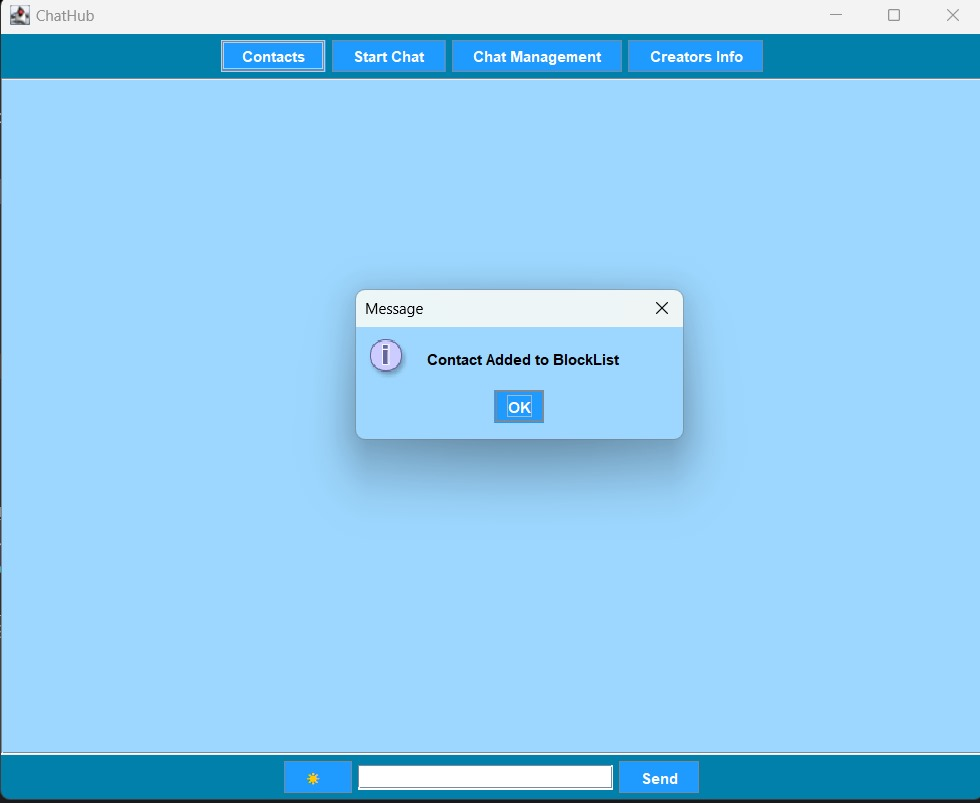 ChatHub
Contacts
Start Chat
Chat Management
Creators Info
Message
Contact Added to BlockList
OK
Send